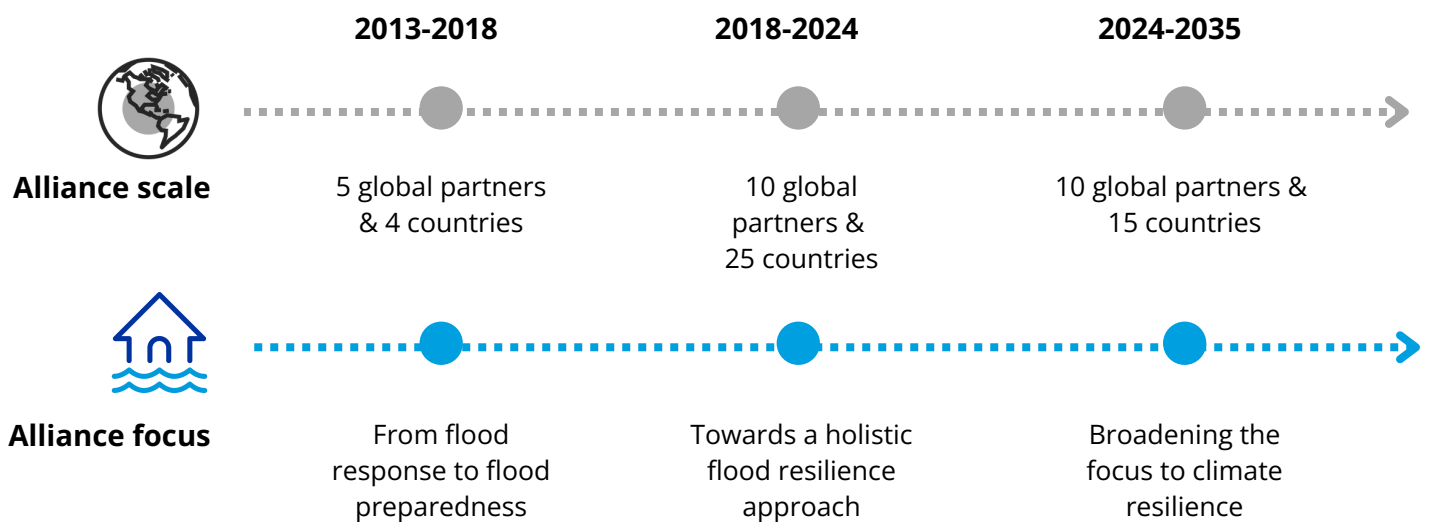 2013-2018
2018-2024
2024-2035
Alliance scale
5 global partners
& 4 countries
10 global
partners &
25 countries
10 global partners &
15 countries
Alliance focus
From flood
response to flood
preparedness
Towards a holistic
flood resilience
approach
Broadening the
focus to climate
resilience